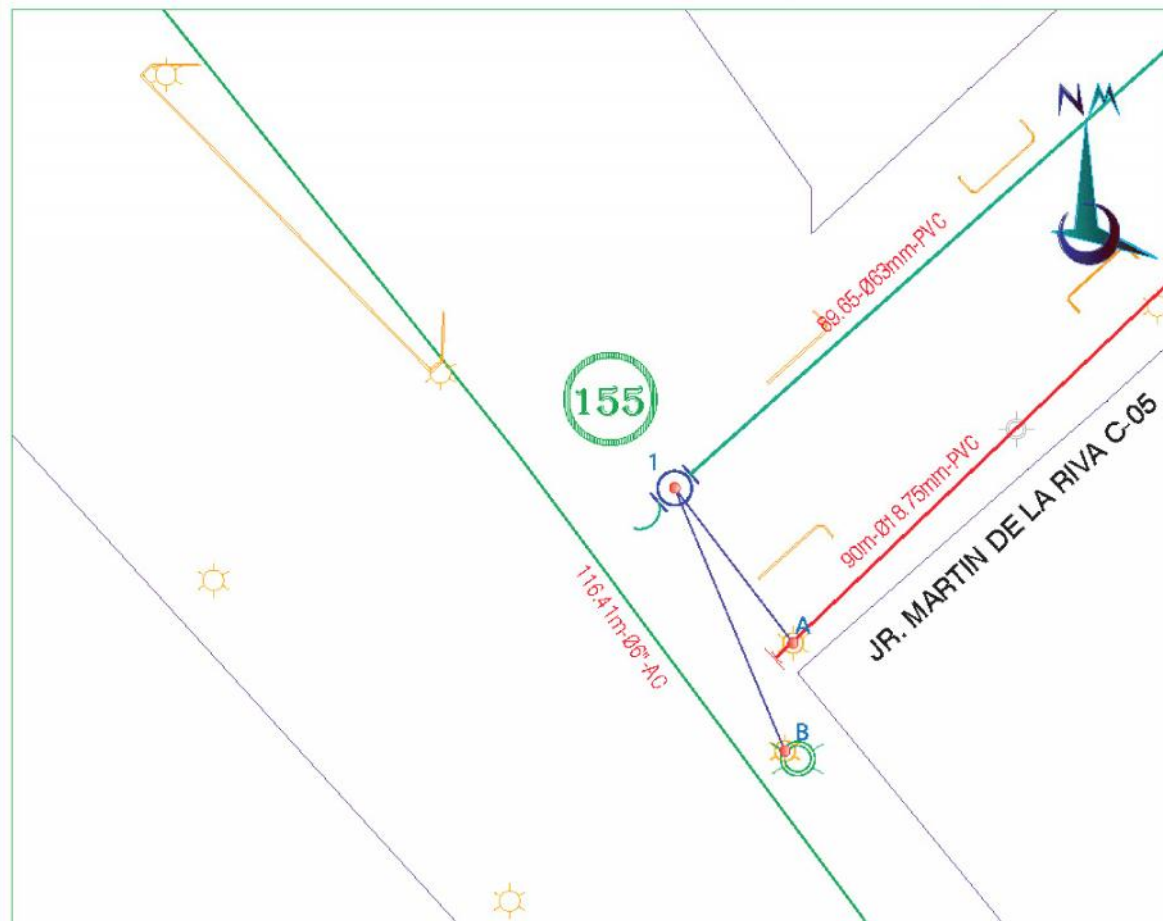 NM
89.65-Ø63mm-PVC
155
1
JR. MARTIN DE LA RIVA C-05
90m-Ø18.75mm-PVC
116.41m-Ø6"-AC
A
B